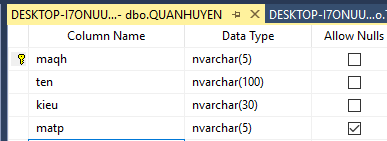 DESKTOP-I7ONUU...- dbo.QUANHUYEN DESKTOP-I7ONUU...o.
Column Name Data Type Allow Nulls
maqh nvarchar(5)
ten nvarchar(100)
kieu nvarchar(30)
matp nvarchar(5)